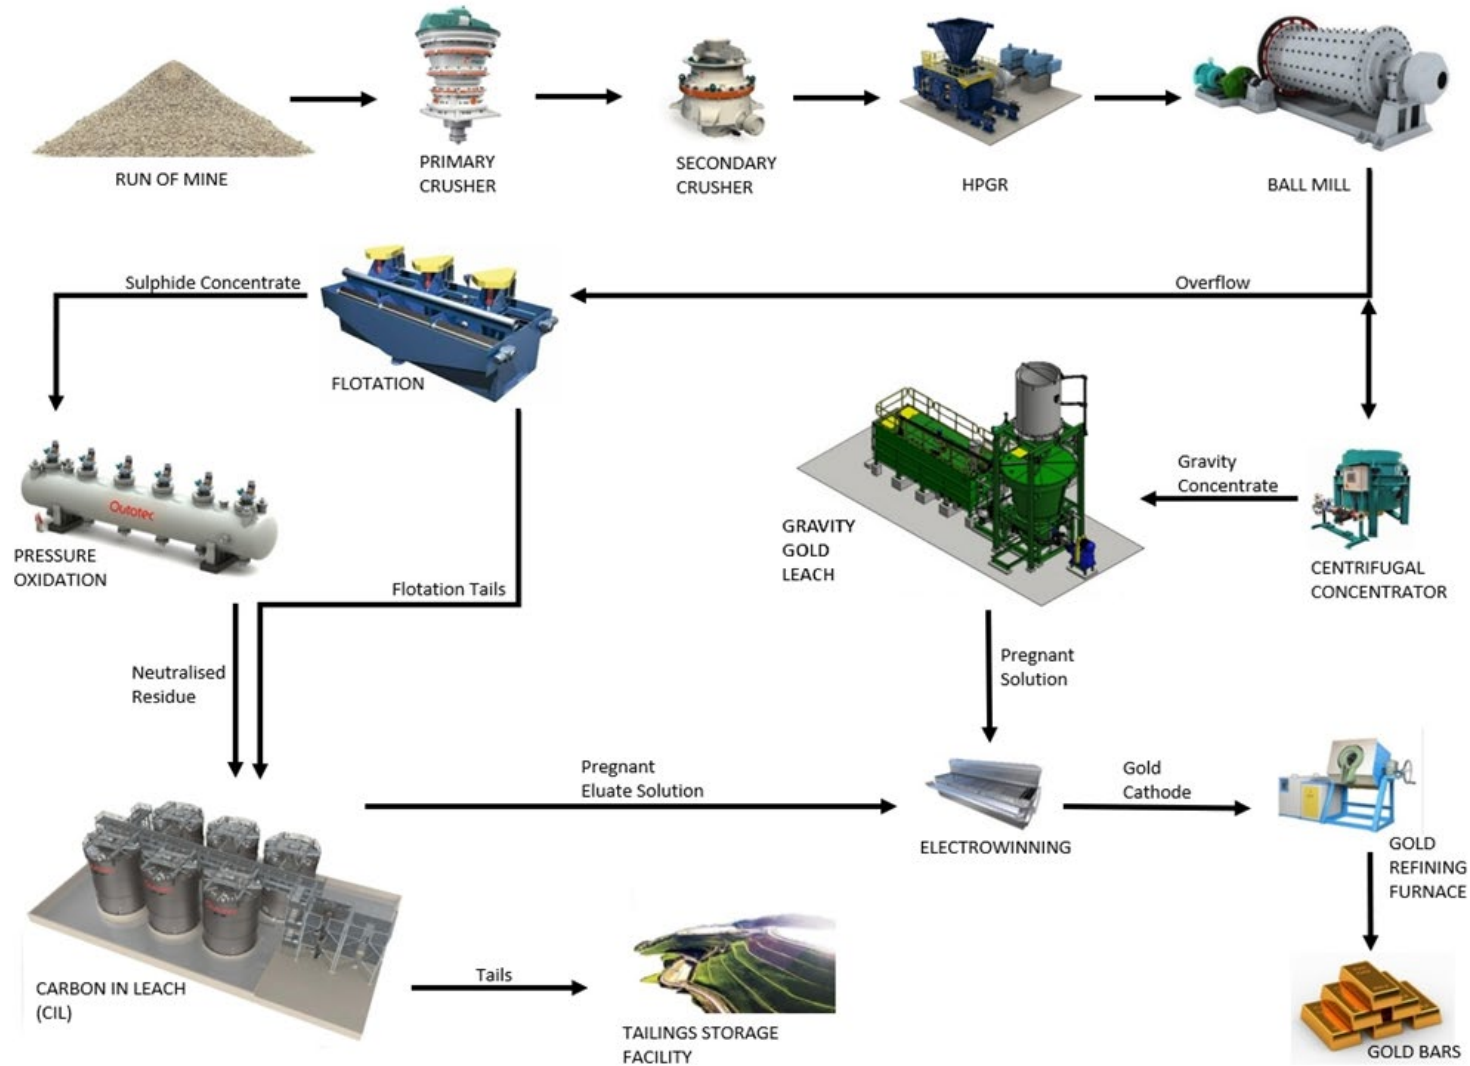 RUN OF MINE
PRIMARY
CRUSHER
SECONDARY
CRUSHER
HPGR
BALL MILL
Sulphide Concentrate
Overflow
FLOTATION
Gravity
Concentrate
Outotec
PRESSURE
OXIDATION
GRAVITY
GOLD
LEACH
CENTRIFUGAL
CONCENTRATOR
Flotation Tails
Neutralised
Residue
Pregnant
Solution
Pregnant
Eluate Solution
Gold
Cathode
ELECTROWINNING
GOLD
REFINING
FURNACE
CARBON IN LEACH
(CIL)
Tails
TAILINGS STORAGE
FACILITY
GOLD BARS